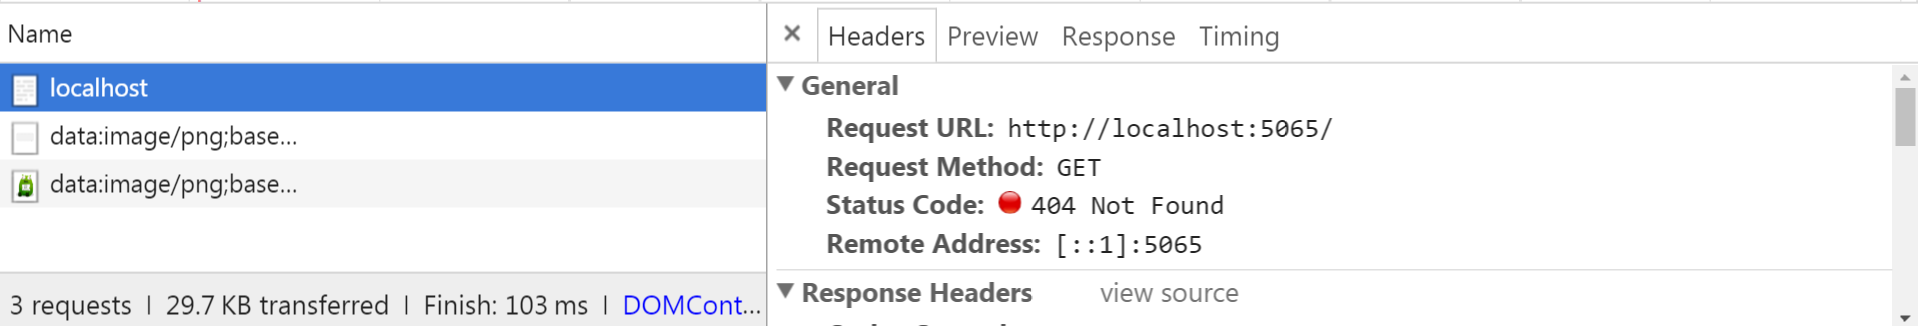 Name
localhost
data:image/png;base...
data:image/png;base...
3 requests | 29.7 KB transferred | Finish: 103 ms | DOMCont...
× Headers Preview Response Timing
General
Request URL: http://localhost:5065/
Request Method: GET
Status Code: 404 Not Found
Remote Address: [::1]:5065
Response Headers view source